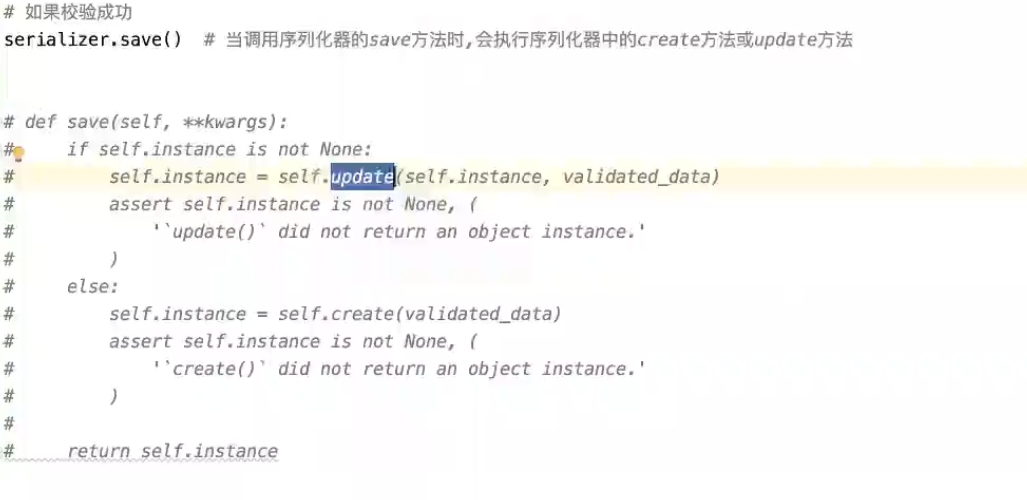 # 如果校验成功
serializer.save()  # 当调用序列化器的save方法时,会执行序列化器中的create方法或update方法
# def save(self, **kwargs):
#     if self.instance is not None:
#         self.instance = self.update(self.instance, validated_data)
#         assert self.instance is not None, (
#             '`update()` did not return an object instance.'
#         )
#     else:
#         self.instance = self.create(validated_data)
#         assert self.instance is not None, (
#             '`create()` did not return an object instance.'
#         )
#
#     return self.instance